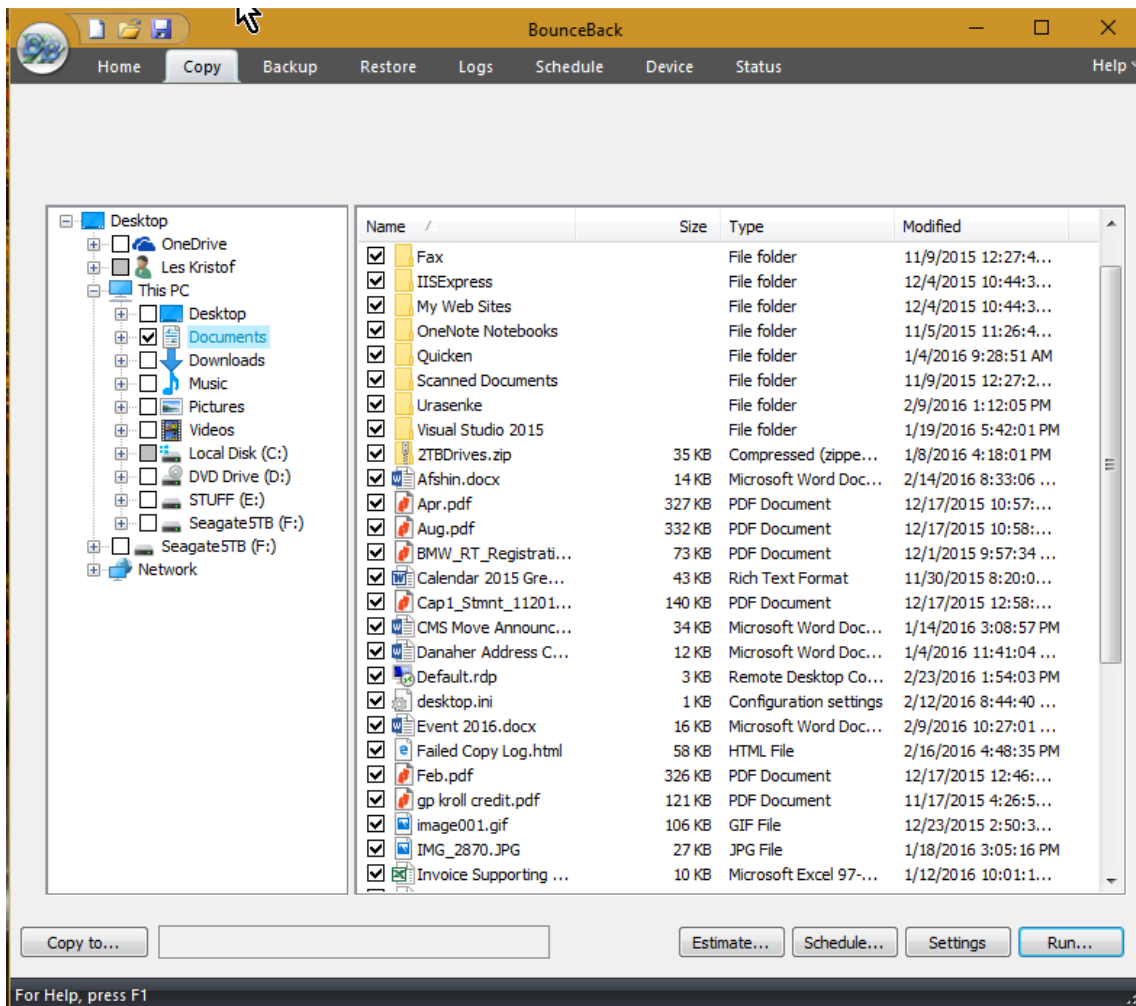 BB
BounceBack
Home Copy Backup Restore Logs Schedule Device Status Help
Desktop
OneDrive
Les Kristof
This PC
Desktop
Documents
Downloads
Music
Pictures
Videos
Local Disk (C:)
DVD Drive (D:)
STUFF (E:)
Seagate5TB (F:)
Seagate5TB (F:)
Network
Name Size Type Modified
Fax File folder 11/9/2015 12:27:4...
IISExpress File folder 12/4/2015 10:44:3...
My Web Sites File folder 12/4/2015 10:44:3...
OneNote Notebooks File folder 11/5/2015 11:26:4...
Quicken File folder 1/4/2016 9:28:51 AM
Scanned Documents File folder 11/9/2015 12:27:2...
Urasenke File folder 2/9/2016 1:12:05 PM
Visual Studio 2015 File folder 1/19/2016 5:42:01 PM
2TBDrives.zip 35 KB Compressed (zippe... 1/8/2016 4:18:01 PM
Afshin.docx 14 KB Microsoft Word Doc... 2/14/2016 8:33:06 ...
Apr.pdf 327 KB PDF Document 12/17/2015 10:57:...
Aug.pdf 332 KB PDF Document 12/17/2015 10:58:...
BMW_RT_Registrati... 73 KB PDF Document 12/1/2015 9:57:34 ...
Calendar 2015 Gre... 43 KB Rich Text Format 11/30/2015 8:20:0...
Cap1_Stmnt_11201... 140 KB PDF Document 12/17/2015 12:58:...
CMS Move Announc... 34 KB Microsoft Word Doc... 1/14/2016 3:08:57 PM
Danaher Address C... 12 KB Microsoft Word Doc... 1/4/2016 11:41:04 ...
Default.rdp 3 KB Remote Desktop Co... 2/23/2016 1:54:03 PM
desktop.ini 1 KB Configuration settings 2/12/2016 8:44:40 ...
Event 2016.docx 16 KB Microsoft Word Doc... 2/9/2016 10:27:01 ...
Failed Copy Log.html 58 KB HTML File 2/16/2016 4:48:35 PM
Feb.pdf 326 KB PDF Document 12/17/2015 12:46:...
gp kroll credit.pdf 121 KB PDF Document 11/17/2015 4:26:5...
image001.gif 106 KB GIF File 12/23/2015 2:50:3...
IMG_2870.JPG 27 KB JPG File 1/18/2016 3:05:16 PM
Invoice Supporting ... 10 KB Microsoft Excel 97-... 1/12/2016 10:01:1...
Copy to... Estimate... Schedule... Settings Run...
For Help, press F1